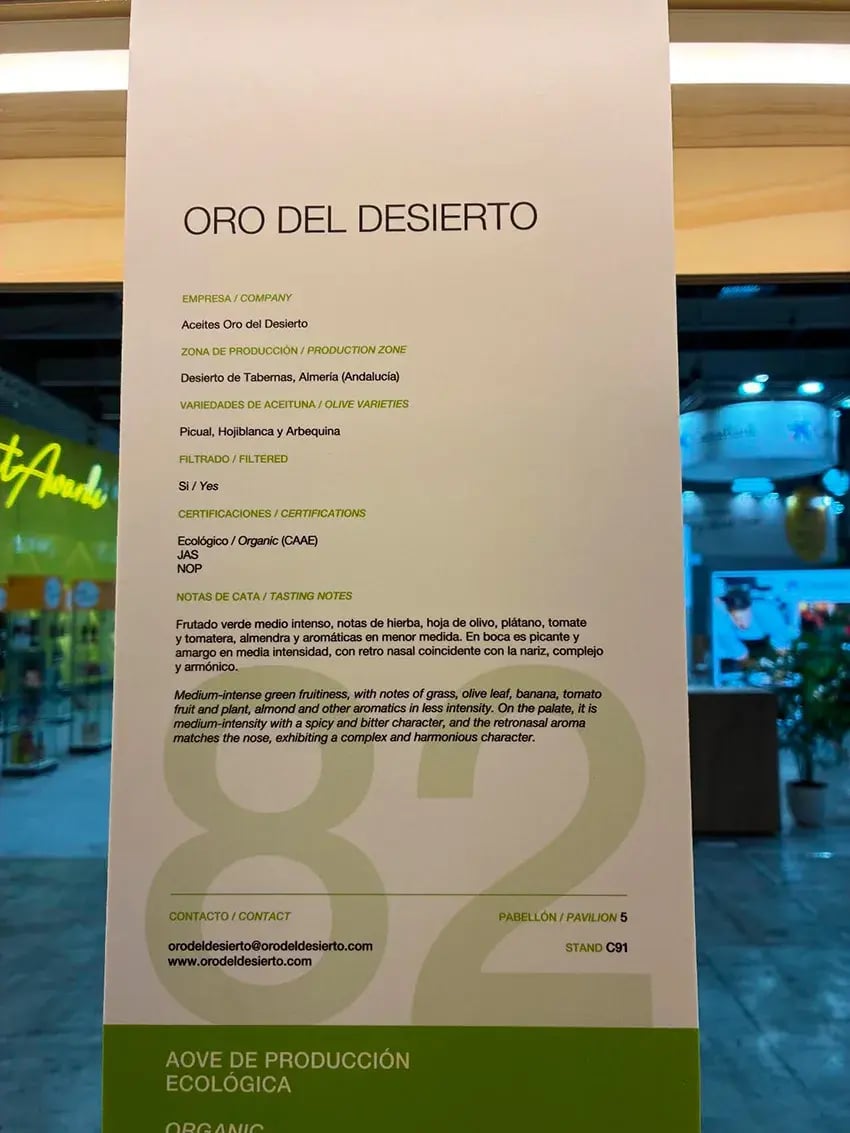 ORO DEL DESIERTO
EMPRESA / COMPANY
Aceites Oro del Desierto
ZONA DE PRODUCCIÓN / PRODUCTION ZONE
Desierto de Tabernas, Almería (Andalucía)
VARIEDADES DE ACEITUNA / OLIVE VARIETIES
Picual, Hojiblanca y Arbequina
FILTRADO / FILTERED
Si / Yes
CERTIFICACIONES / CERTIFICATIONS
Ecológico / Organic (CAAE)
JAS
NOP
NOTAS DE CATA / TASTING NOTES
Frutado verde medio intenso, notas de hierba, hoja de olivo, plátano, tomate
y tomatera, almendra y aromáticas en menor medida. En boca es picante y
amargo en media intensidad, con retro nasal coincidente con la nariz, complejo
y armónico.
Medium-intense green fruitiness, with notes of grass, olive leaf, banana, tomato
fruit and plant, almond and other aromatics in less intensity. On the palate, it is
medium-intensity with a spicy and bitter character, and the retronasal aroma
matches the nose, exhibiting a complex and harmonious character.
82
CONTACTO / CONTACT
orodeldesierto@orodeldesierto.com
www.orodeldesierto.com
PABELLÓN / PAVILION 5
STAND C91
AOVE DE PRODUCCIÓN
ECOLÓGICA
ORGANIC
t Awards